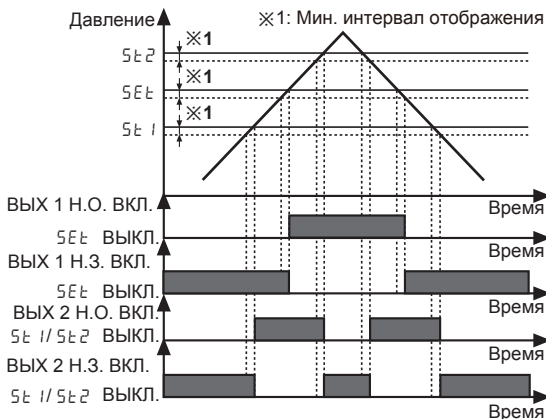 Давление
※1: Мин. интервал отображения
St2
※1
SEt
※1
St1
※1
Время
ВЫХ 1 Н.О. ВКЛ.
SEt ВЫКЛ.
Время
ВЫХ 1 Н.З. ВКЛ.
SEt ВЫКЛ.
Время
ВЫХ 2 Н.О. ВКЛ
St1/St2 ВЫКЛ.
Время
ВЫХ 2 Н.З. ВКЛ.
St1/St2 ВЫКЛ.
Время